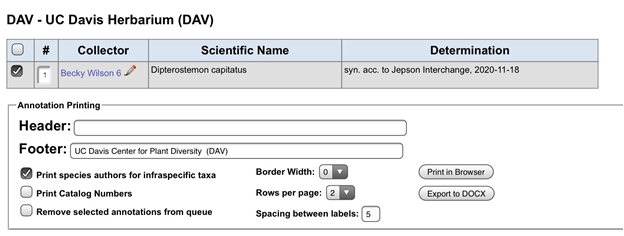 DAV - UC Davis Herbarium (DAV)
# Collector Scientific Name Determination
1 Becky Wilson 6 Dipterostemon capitatus syn. acc. to Jepson Interchange, 2020-11-18
Annotation Printing
Header:
Footer: UC Davis Center for Plant Diversity (DAV)
Print species authors for infraspecific taxa Border Width: 0 Print in Browser
Print Catalog Numbers Rows per page: 2 Export to DOCX
Remove selected annotations from queue Spacing between labels: 5